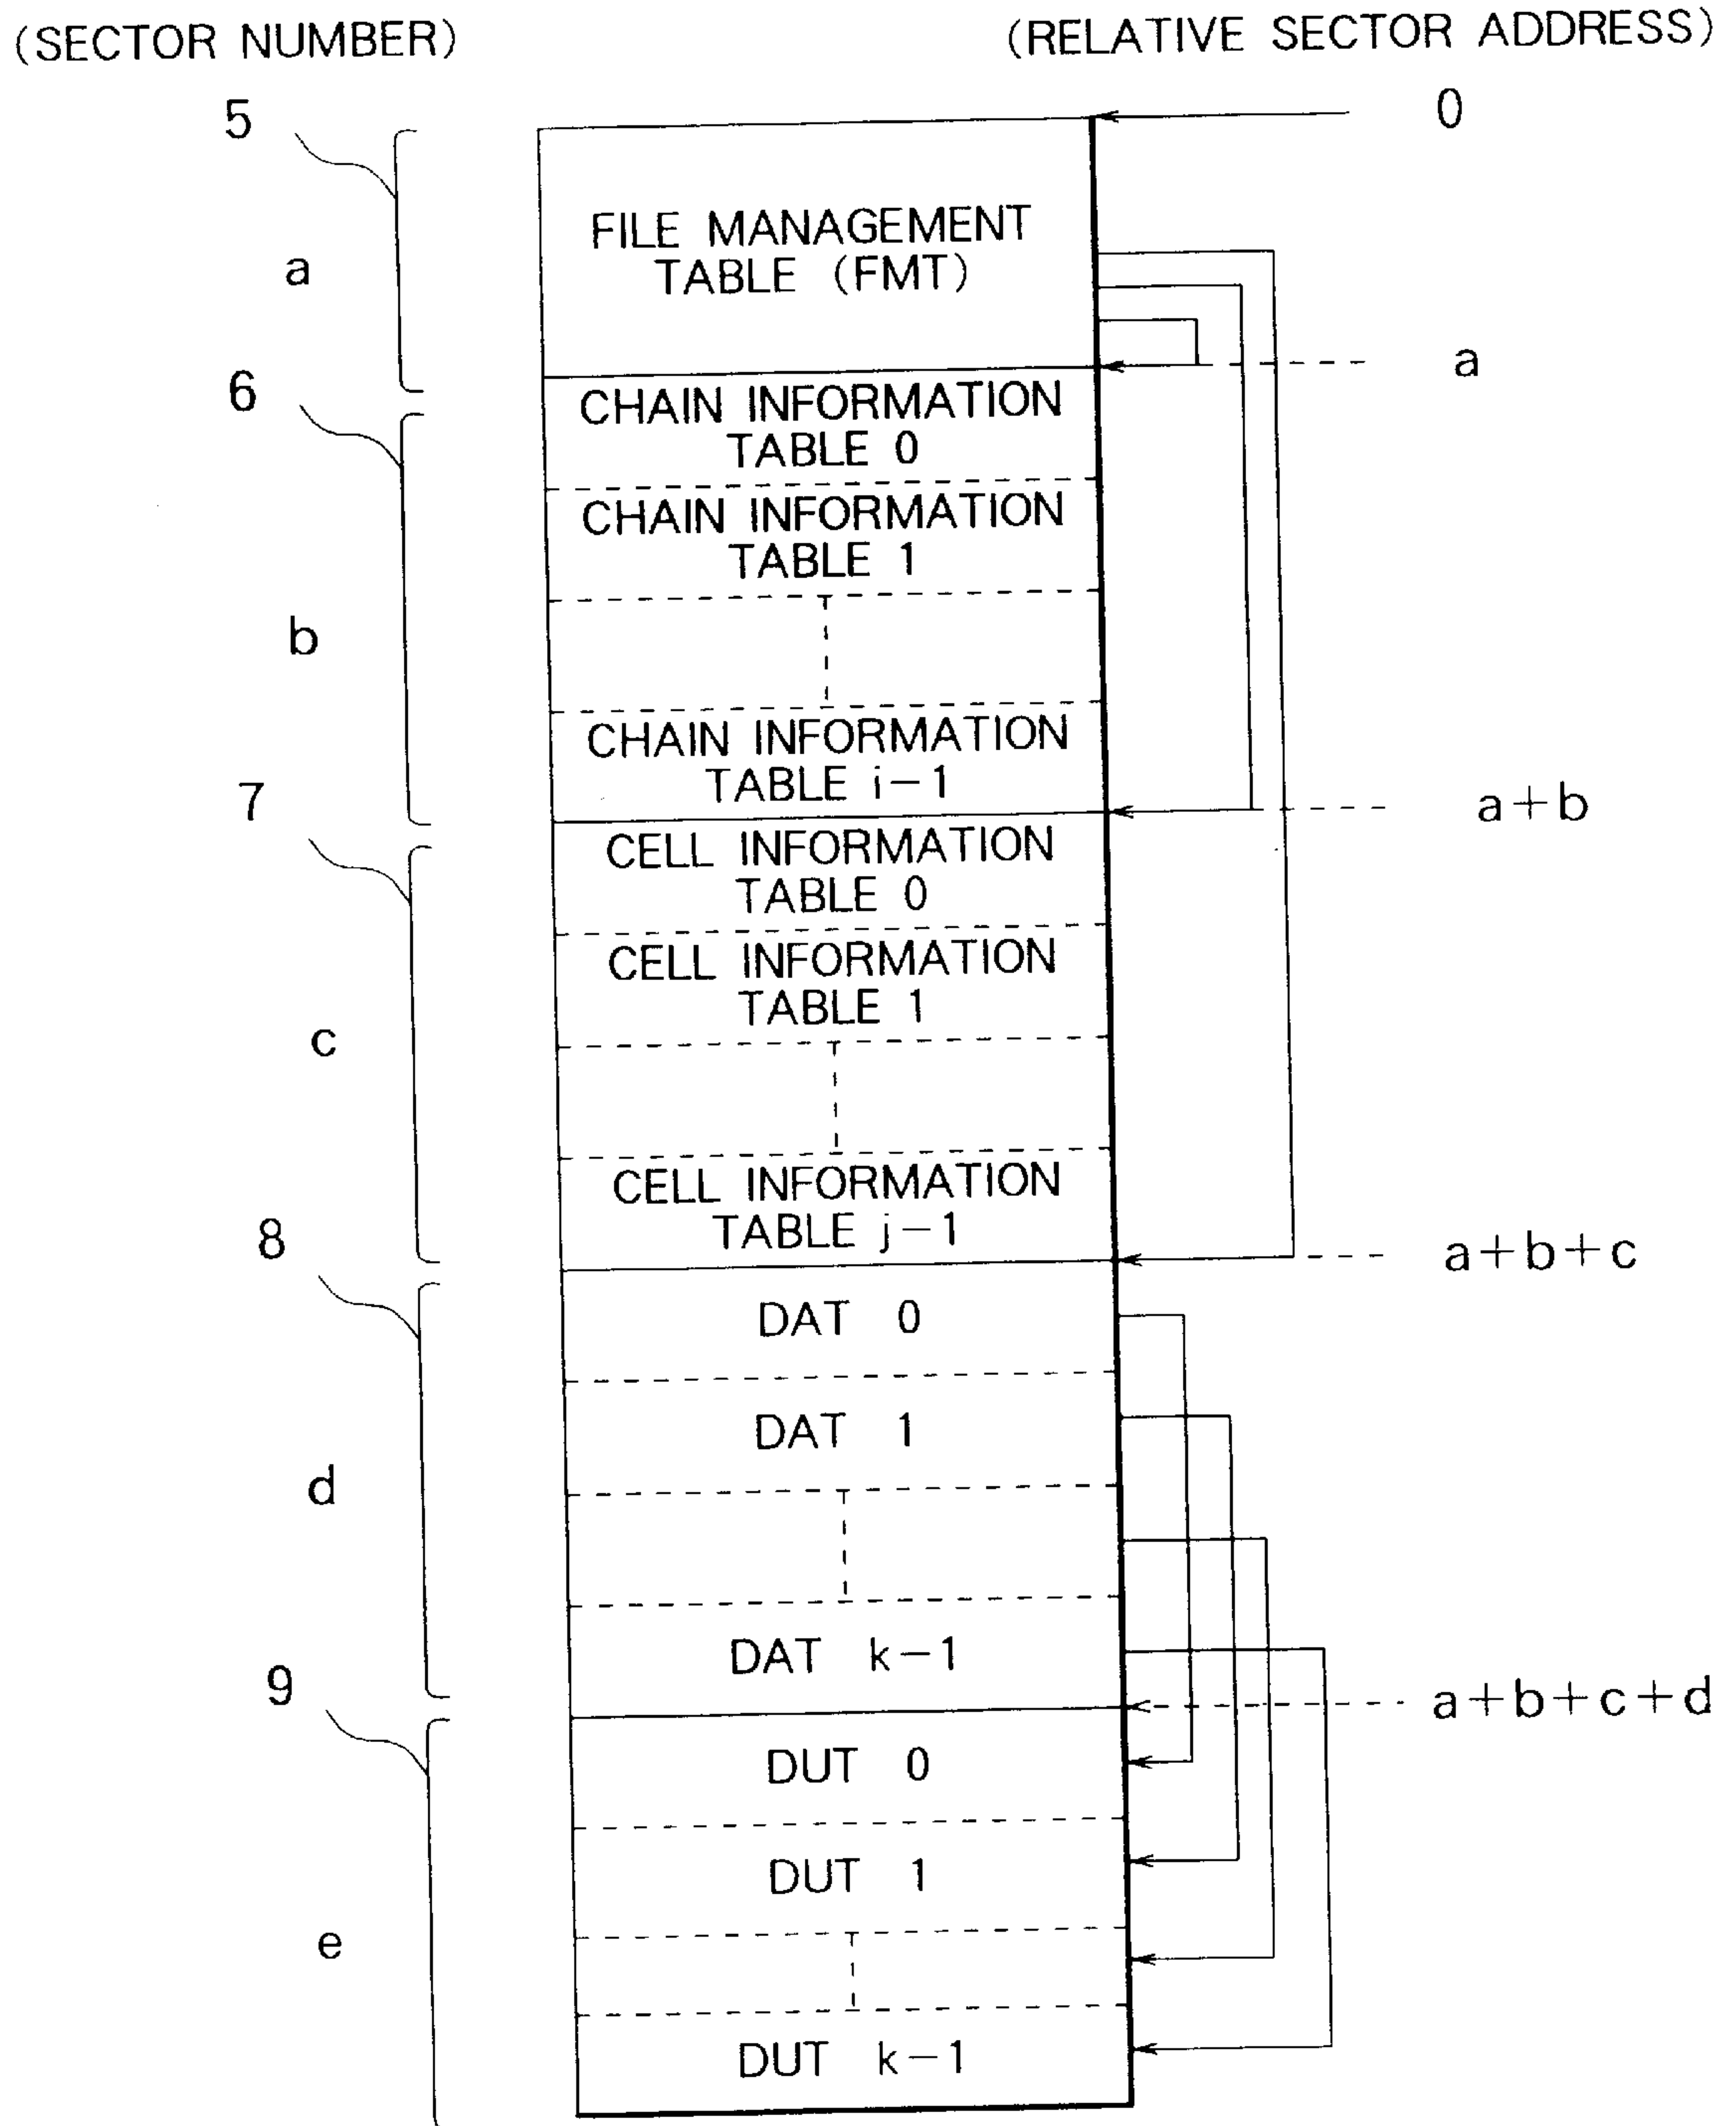 (SECTOR NUMBER)
(RELATIVE SECTOR ADDRESS)
5
0
FILE MANAGEMENT
TABLE (FMT)
a
a
6
CHAIN INFORMATION
TABLE 0
CHAIN INFORMATION
TABLE 1
b
CHAIN INFORMATION
TABLE i-1
7
a+b
CELL INFORMATION
TABLE 0
CELL INFORMATION
TABLE 1
c
CELL INFORMATION
TABLE j-1
8
a+b+c
DAT 0
DAT 1
d
DAT k-1
9
a+b+c+d
DUT 0
DUT 1
e
DUT k-1